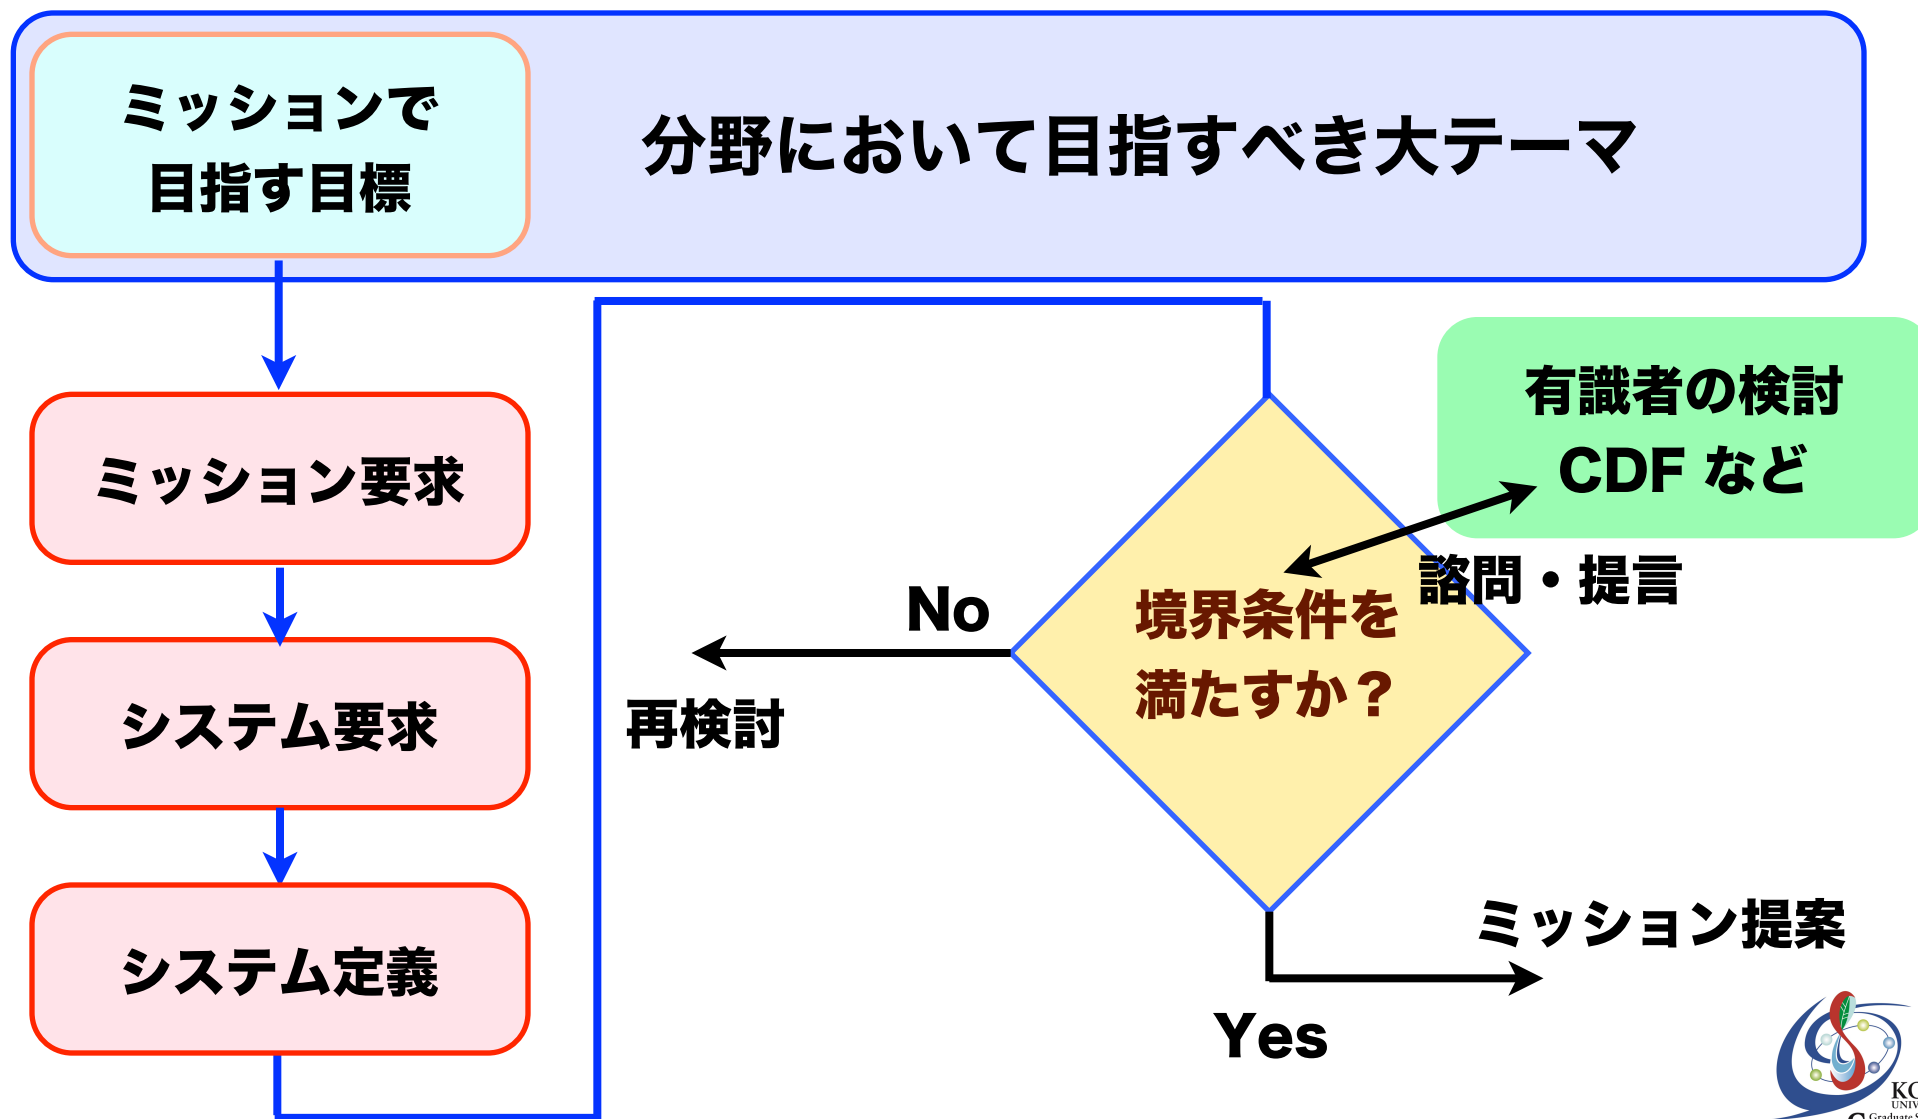 ミッションで
目指す目標
分野において目指すべき大テーマ
ミッション要求
システム要求
システム定義
有識者の検討
CDF など
諮問・提言
境界条件を
満たすか？
No
再検討
ミッション提案
Yes
UNIV
Graduate S